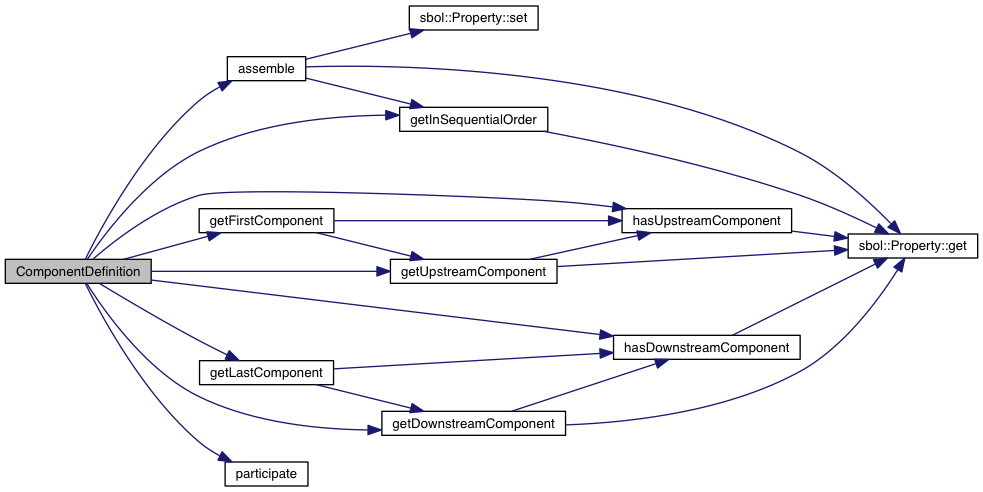 sbol::Property::set
assemble
getInSequentialOrder
getFirstComponent
hasUpstreamComponent
sbol::Property::get
ComponentDefinition
getUpstreamComponent
hasDownstreamComponent
getLastComponent
getDownstreamComponent
participate